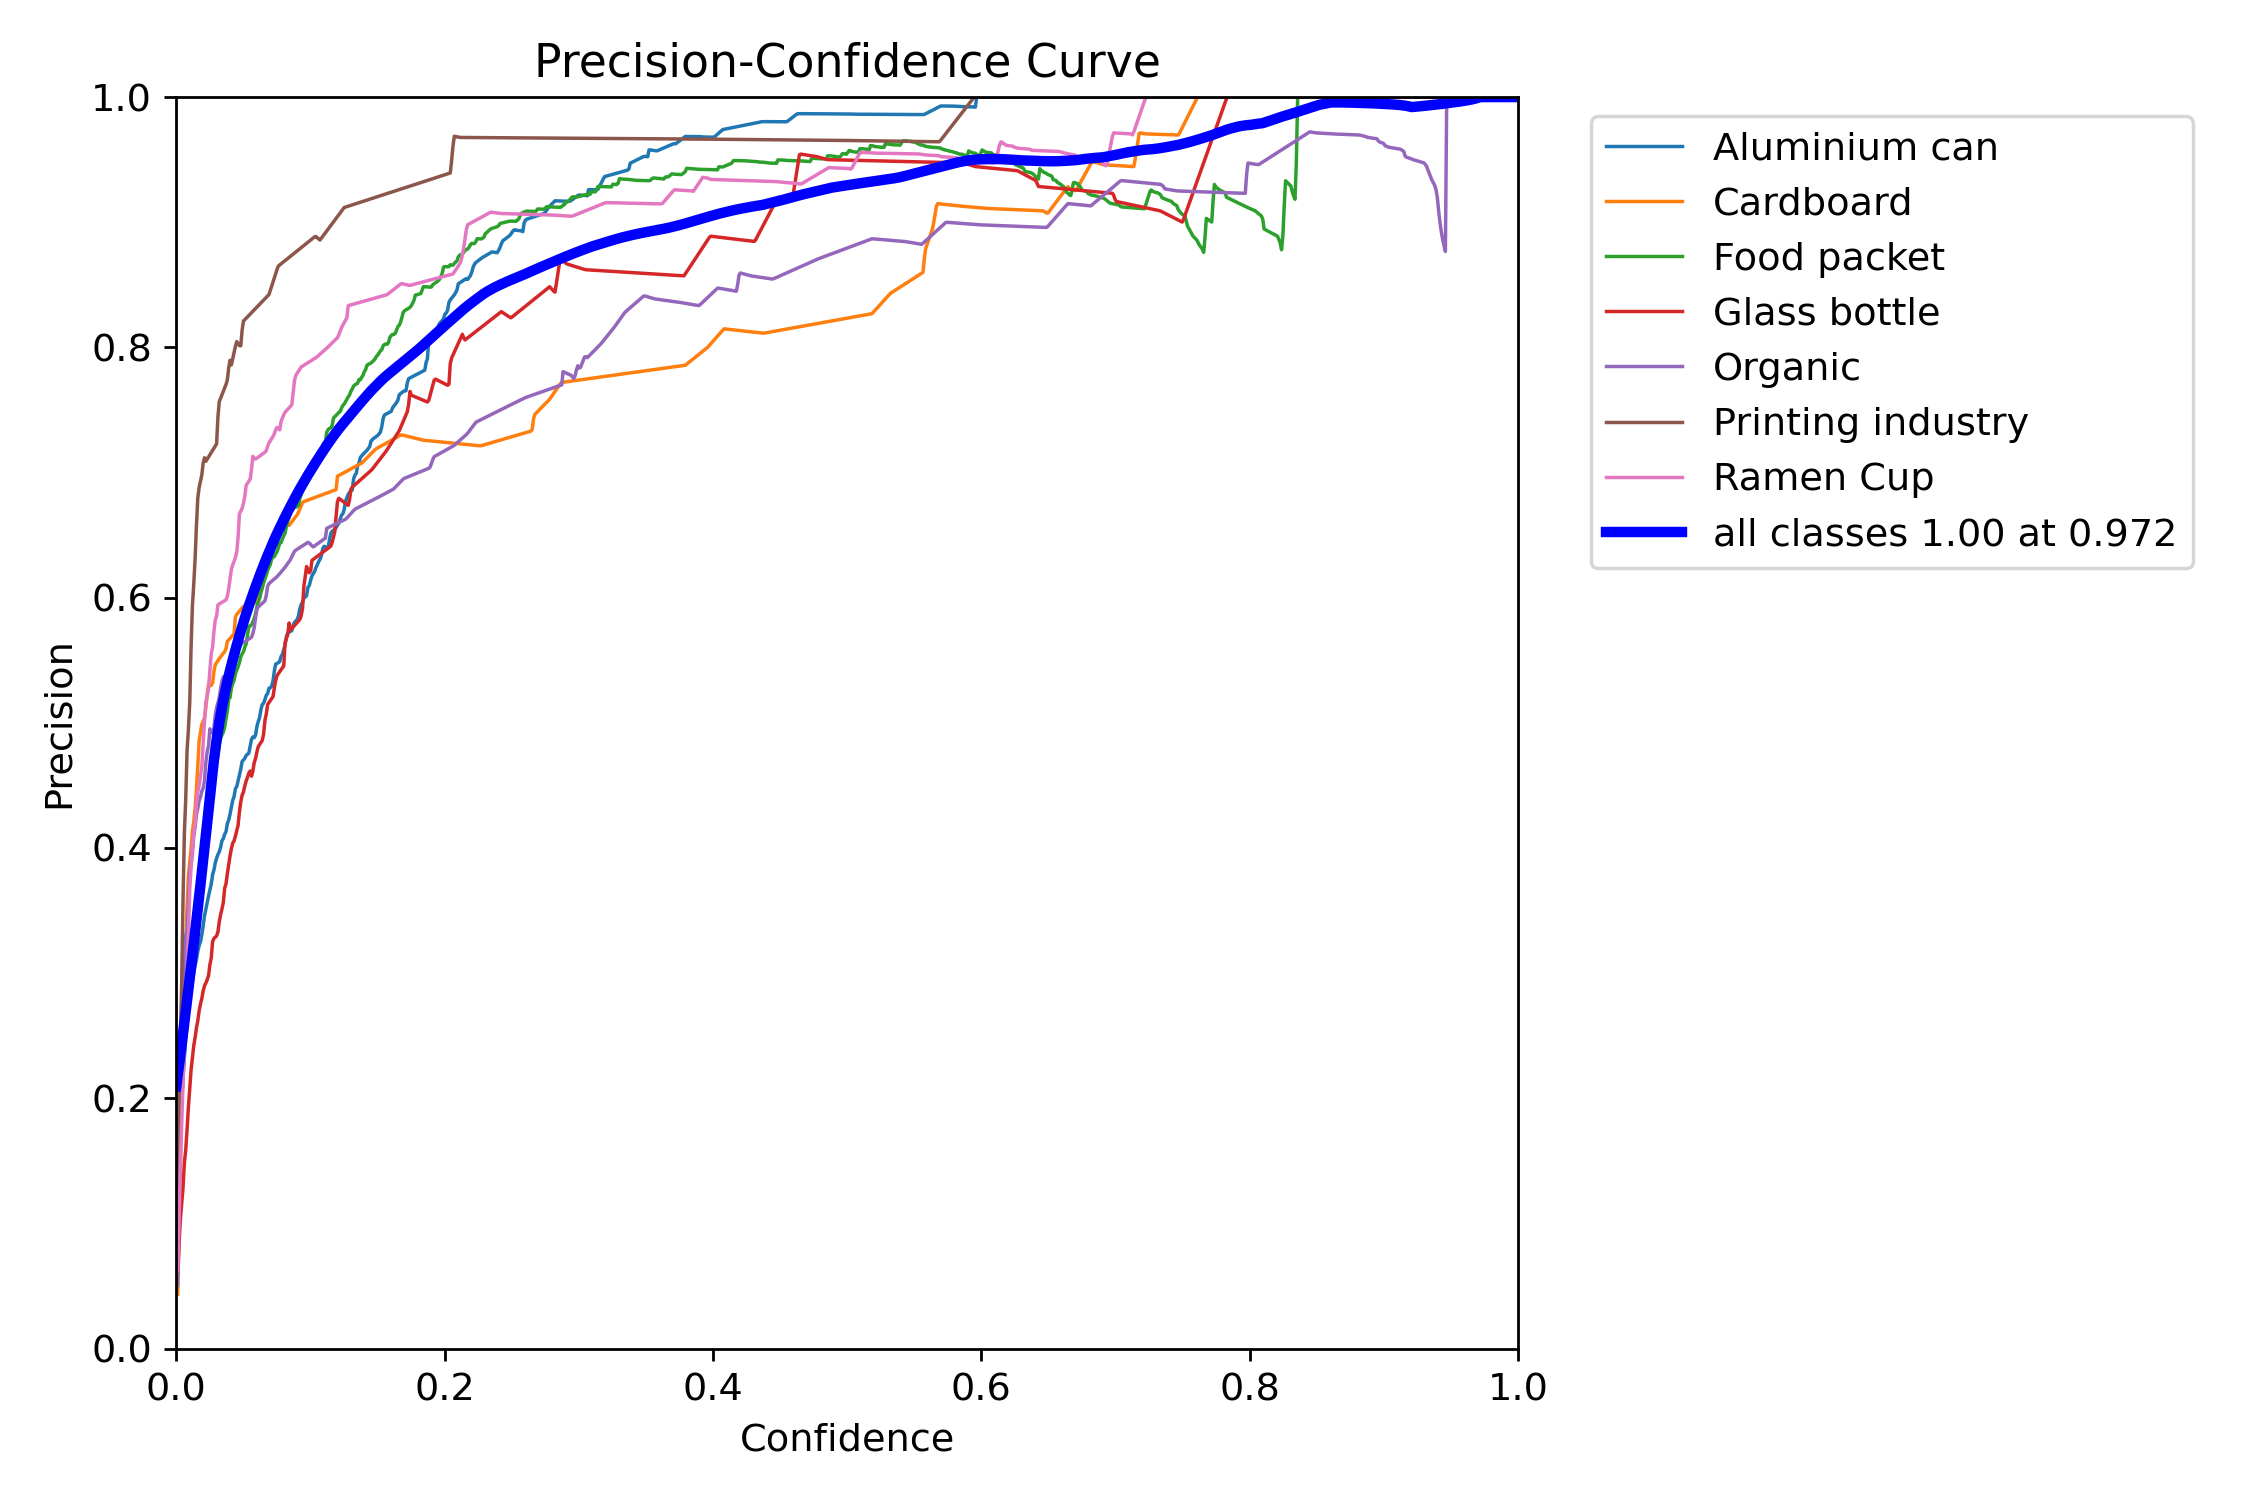 Precision-Confidence Curve
1.0
0.8
0.6
0.4
0.2
0.0
Precision
0.0 0.2 0.4 0.6 0.8 1.0
Confidence
Aluminium can
Cardboard
Food packet
Glass bottle
Organic
Printing industry
Ramen Cup
all classes 1.00 at 0.972